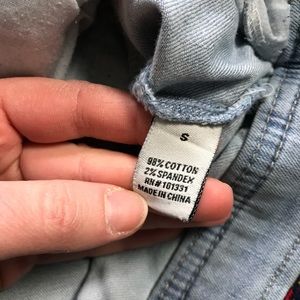 S
98% COTTON
2% SPANDEX
RN# 101331
MADE IN CHINA